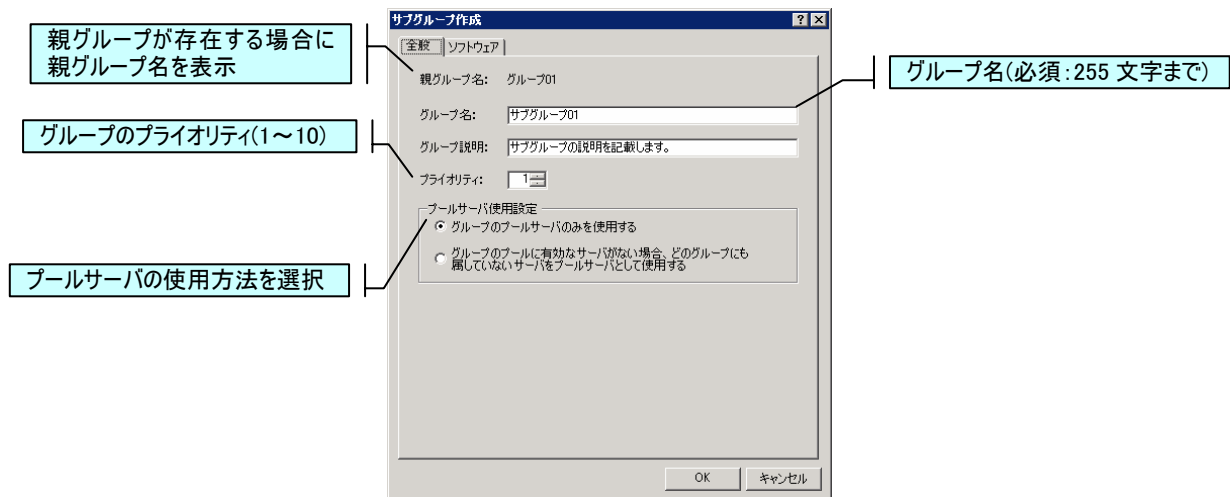 サブグループ作成
親グループが存在する場合に
親グループ名を表示
全般
ソフトウェア
親グループ名: グループ01
グループ名(必須:255 文字まで)
グループ名: サブグループ01
グループのプライオリティ(1～10)
グループ説明: サブグループの説明を記載します。
プライオリティ: 1
プールサーバ使用設定
グループのプールサーバのみを使用する
グループのプールに有効なサーバがない場合、どのグループにも
属していないサーバをプールサーバとして使用する
プールサーバの使用方法を選択
OK
キャンセル